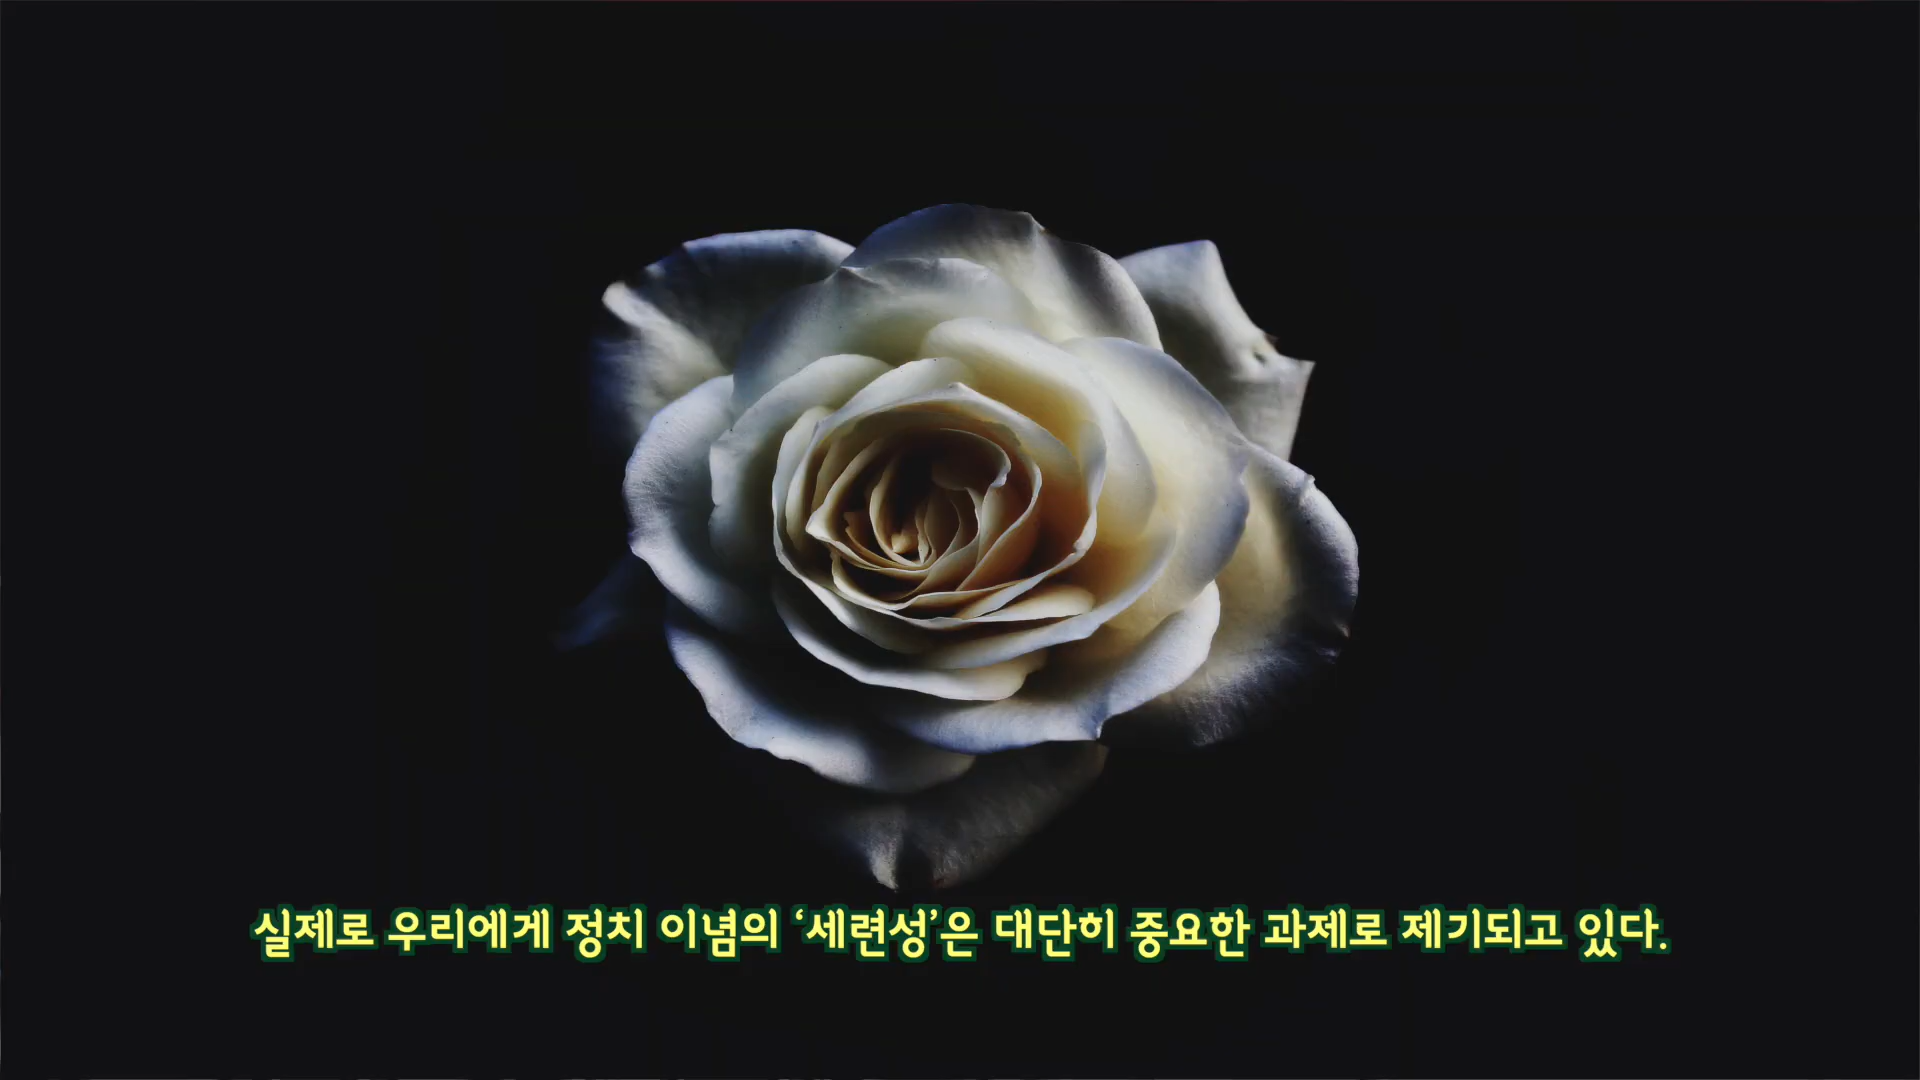 실제로 우리에게 정치 이념의 ‘세련성’은 대단히 중요한 과제로 제기되고 있다.